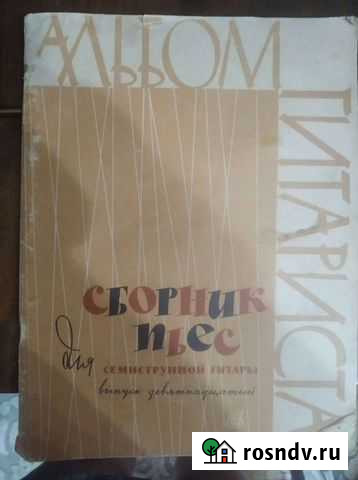 АЛЬБОМ
ГИТАРИСТА
СБОРНИК
ПЬЕС
для
СЕМИСТРУННОЙ ГИТАРЫ
выпуск девятнадцатый
rosndv.ru